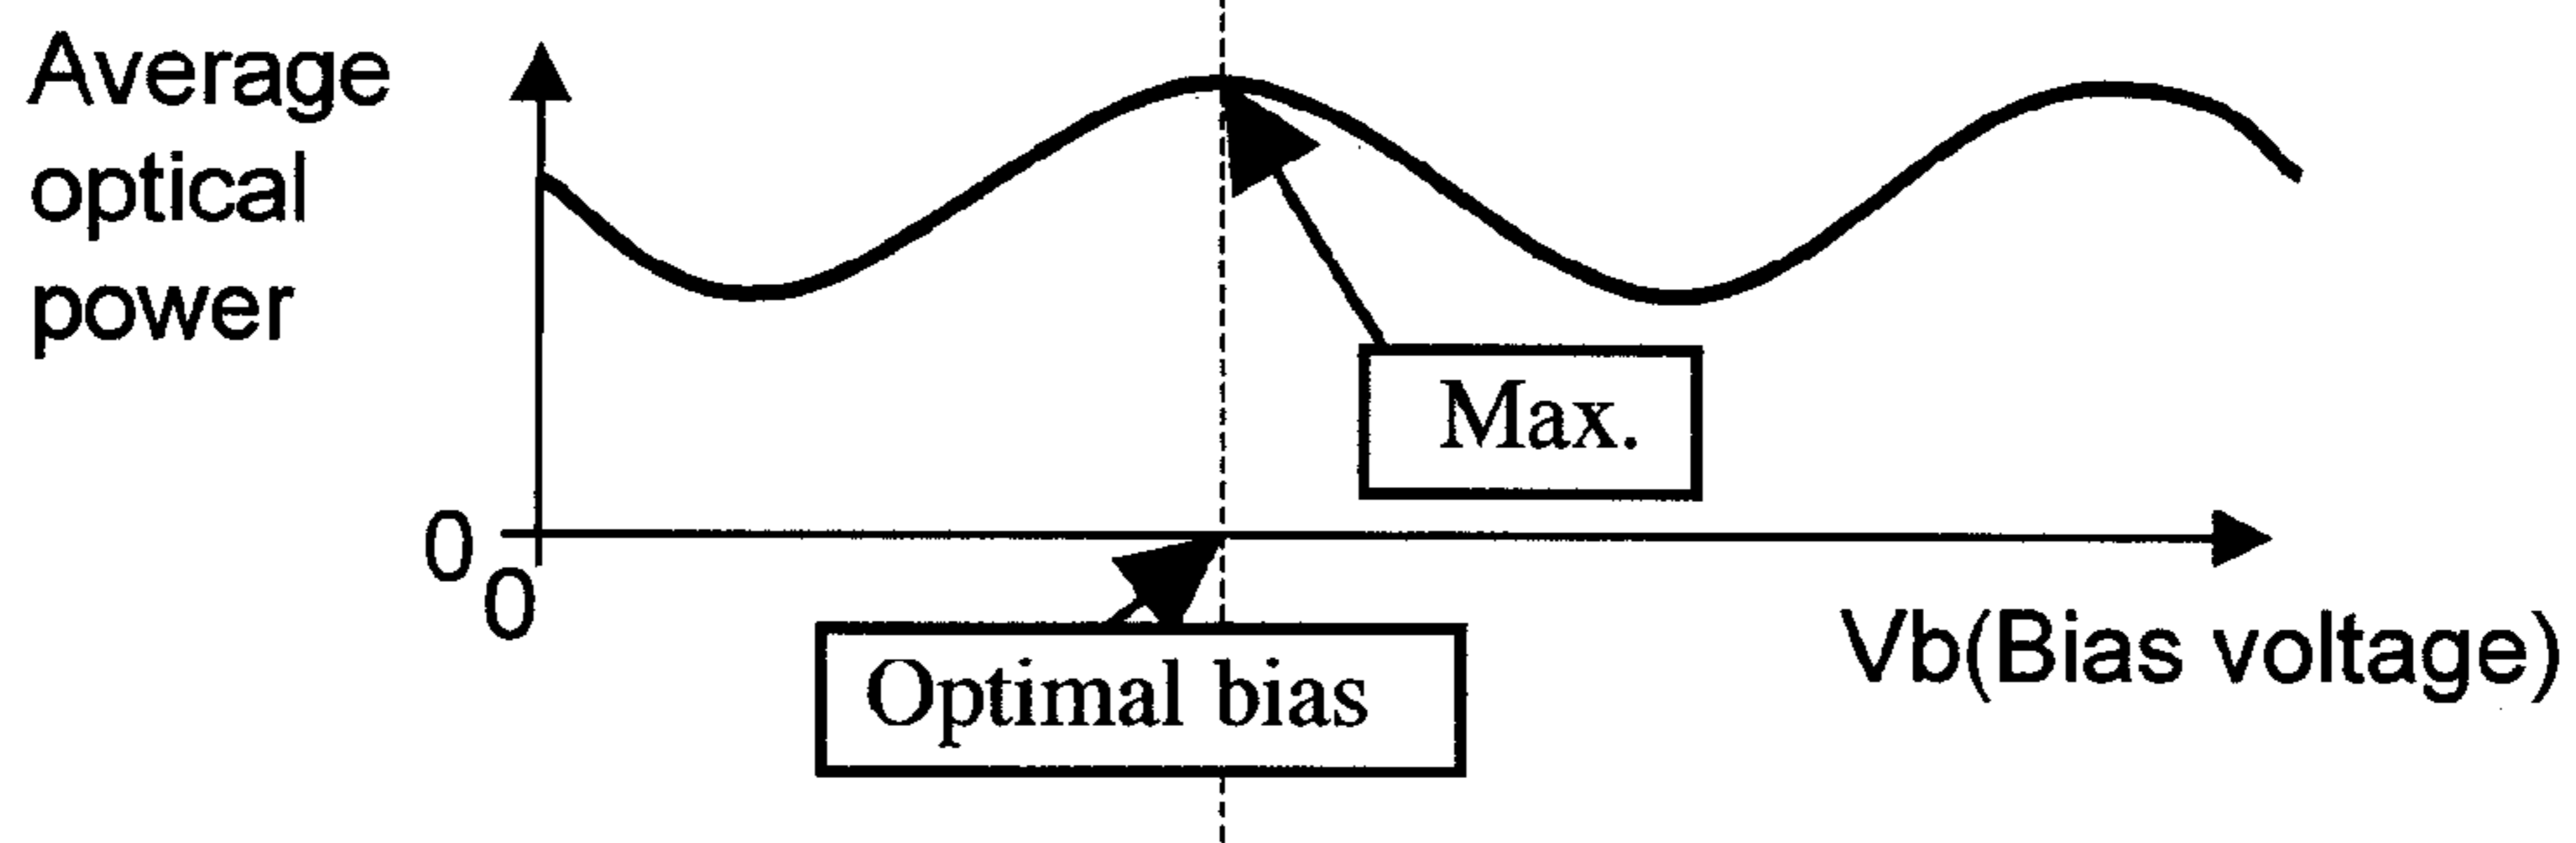 Average
optical
power
Max.
0
0
Optimal bias
Vb(Bias voltage)